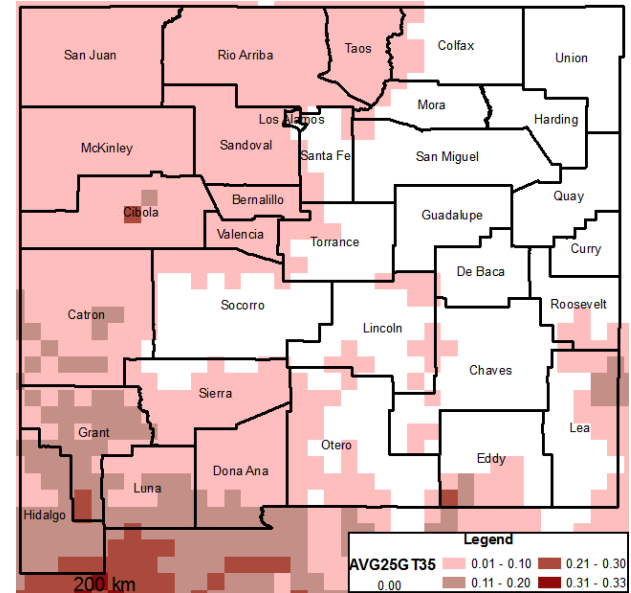 Colfax
San Juan
Rio Arriba
Taos
Union
Mora
Los Alamos
Harding
McKinley
Sandoval
Santa Fe
San Miguel
Bernalillo
Quay
Cibola
Guadalupe
Valencia
Torrance
Curry
De Baca
Socorro
Roosevelt
Catron
Lincoln
Chaves
Sierra
Grant
Lea
Otero
Eddy
Dona Ana
Luna
Hidalgo
Legend
AVG25GT35
0.01 - 0.10
0.21 - 0.30
0.00
0.11 - 0.20
0.31 - 0.33
200 km